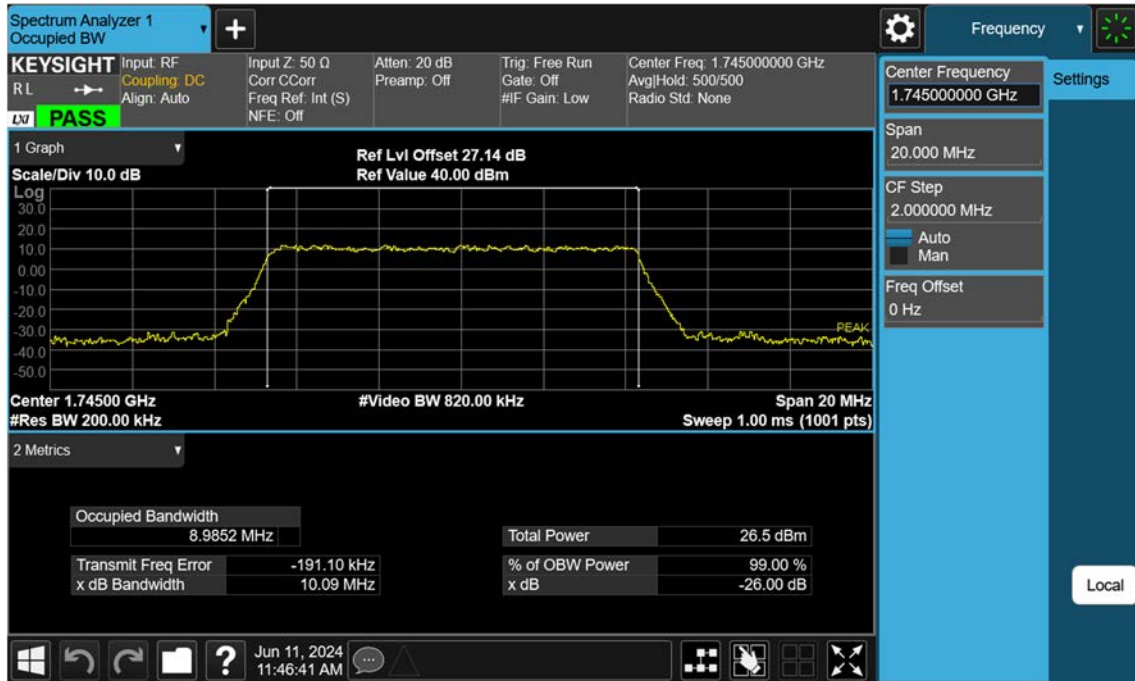 Spectrum Analyzer 1
Occupied BW
+
Frequency
KEYSIGHT
Input: RF
Coupling: DC
Align: Auto
Input Z: 50 Ω
Corr CCorr
Freq Ref: Int (S)
NFE: Off
Atten: 20 dB
Preamp: Off
Trig: Free Run
Gate: Off
#IF Gain: Low
Center Freq: 1.745000000 GHz
Avg|Hold: 500/500
Radio Std: None
R L
LXI
PASS
Center Frequency
1.745000000 GHz
Settings
Span
20.000 MHz
CF Step
2.000000 MHz
Auto
Man
Freq Offset
0 Hz
1 Graph
Scale/Div 10.0 dB
Ref Lvl Offset 27.14 dB
Ref Value 40.00 dBm
Log
30.0
20.0
10.0
0.00
-10.0
-20.0
-30.0
-40.0
-50.0
PEAK
Center 1.74500 GHz
#Video BW 820.00 kHz
Span 20 MHz
#Res BW 200.00 kHz
Sweep 1.00 ms (1001 pts)
2 Metrics
Occupied Bandwidth
8.9852 MHz
Total Power 26.5 dBm
Transmit Freq Error -191.10 kHz
% of OBW Power 99.00 %
x dB Bandwidth 10.09 MHz
x dB -26.00 dB
Local
?
Jun 11, 2024
11:46:41 AM